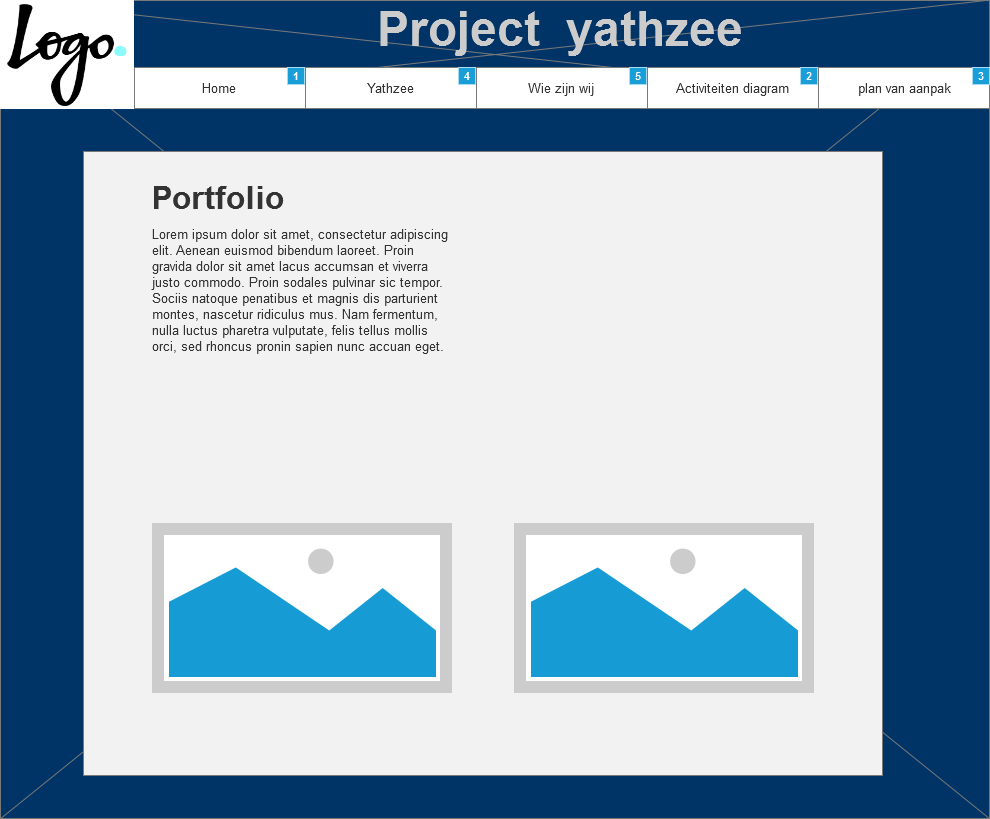 Logo.
Project yathzee
Home 1
Yathzee 4
Wie zijn wij 5
Activiteiten diagram 2
plan van aanpak 3
Portfolio
Lorem ipsum dolor sit amet, consectetur adipiscing
elit. Aenean euismod bibendum laoreet. Proin
gravida dolor sit amet lacus accumsan et viverra
justo commodo. Proin sodales pulvinar sic tempor.
Sociis natoque penatibus et magnis dis parturient
montes, nascetur ridiculus mus. Nam fermentum,
nulla luctus pharetra vulputate, felis tellus mollis
orci, sed rhoncus pronin sapien nunc accuan eget.